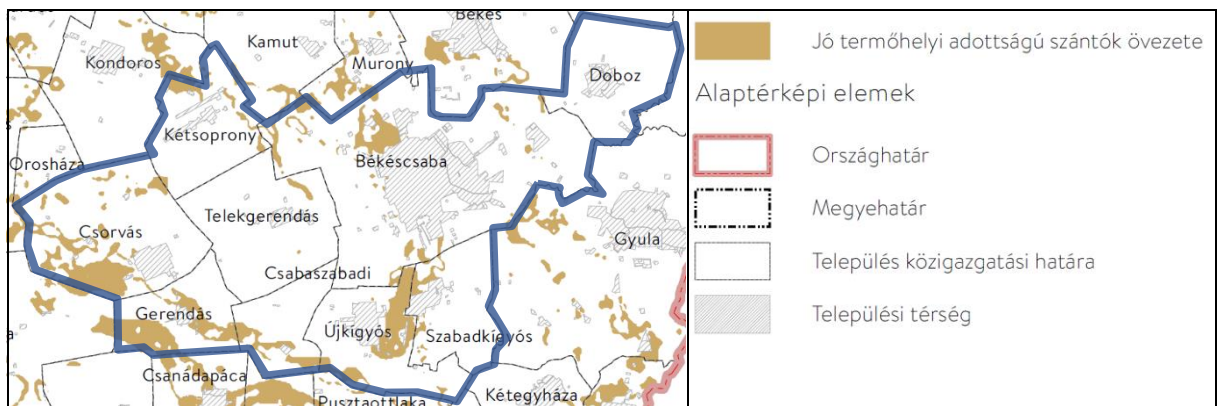 Békés
Kamut
Kondoros
Murony
Doboz
Kétsoprony
Orosháza
Békéscsaba
Telekgerendás
Csorvás
Gyula
Csabaszabadi
Gerendás
Újkígyós
Szabadkígyós
Csanádapáca
Kétegyháza
Pusztaottlaka
Jó termőhelyi adottságú szántók övezete
Alaptérképi elemek
Országhatár
Megyehatár
Település közigazgatási határa
Települési térség